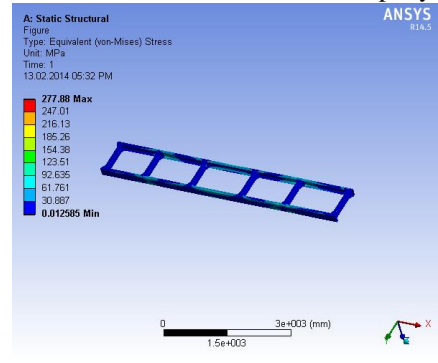 A: Static Structural
Figure
Type: Equivalent (von-Mises) Stress
Unit: MPa
Time: 1
13.02.2014 05:32 PM
277.88 Max
247.01
216.13
185.26
154.38
123.51
92.635
61.761
30.887
0.012585 Min
ANSYS
R14.5
0
3e+003 (mm)
1.5e+003
X